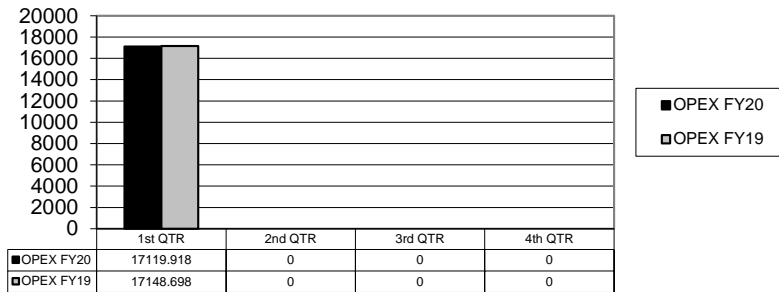 20000
18000
16000
14000
12000
10000
8000
6000
4000
2000
0
OPEX FY20
OPEX FY19
1st QTR 2nd QTR 3rd QTR 4th QTR
OPEX FY20 17119.918 0 0 0
OPEX FY19 17148.698 0 0 0